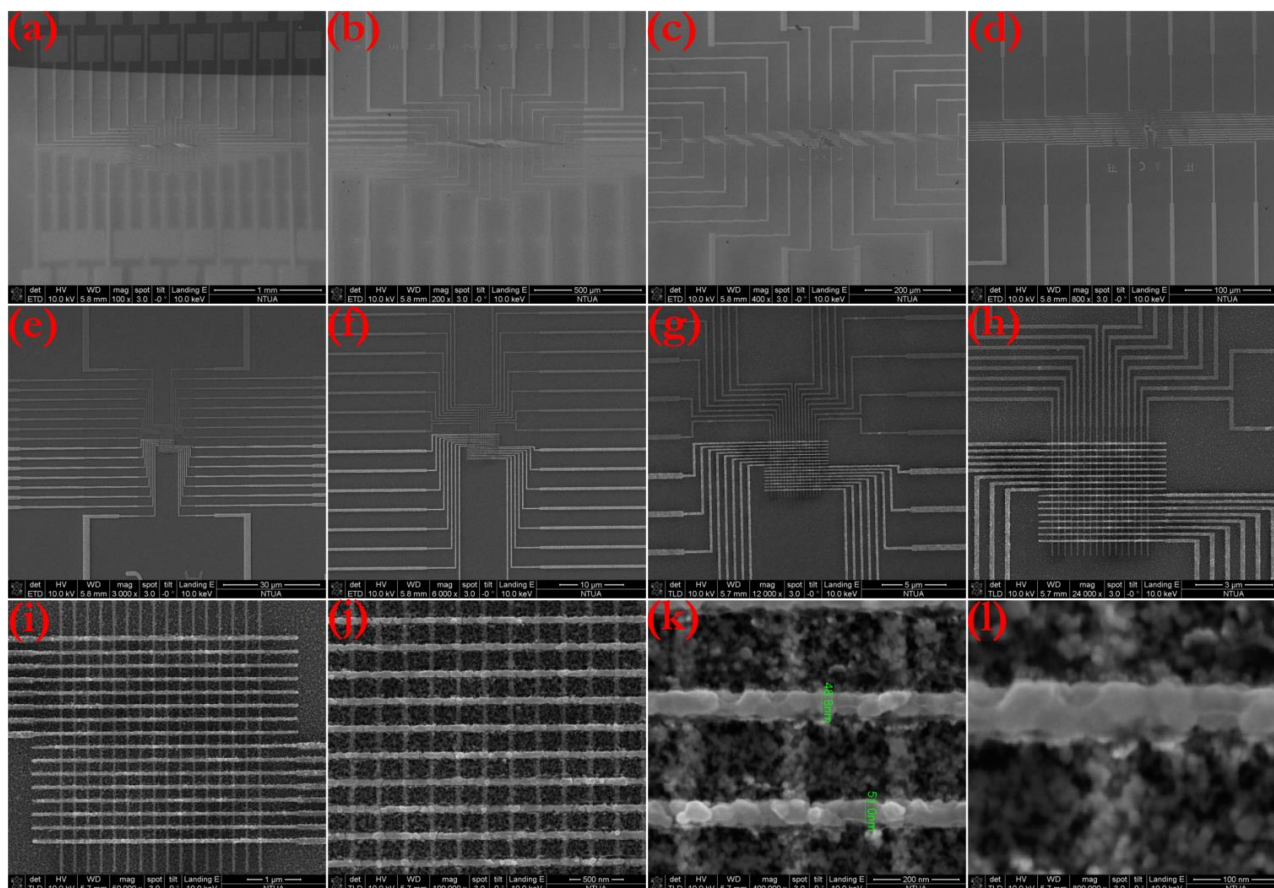 (a)
(b)
(c)
(d)
det HV WD mag spot tilt Landing E 1 mm
ETD 10.0 kV 5.8 mm 100 x 3.0 -0 ° 10.0 keV NTUA
det HV WD mag spot tilt Landing E 500 µm
ETD 10.0 kV 5.8 mm 200 x 3.0 -0 ° 10.0 keV NTUA
det HV WD mag spot tilt Landing E 200 µm
ETD 10.0 kV 5.8 mm 400 x 3.0 -0 ° 10.0 keV NTUA
det HV WD mag spot tilt Landing E 100 µm
ETD 10.0 kV 5.8 mm 800 x 3.0 -0 ° 10.0 keV NTUA
(e)
(f)
(g)
(h)
det HV WD mag spot tilt Landing E 30 µm
ETD 10.0 kV 5.8 mm 3 000 x 3.0 -0 ° 10.0 keV NTUA
det HV WD mag spot tilt Landing E 10 µm
ETD 10.0 kV 5.8 mm 6 000 x 3.0 -0 ° 10.0 keV NTUA
det HV WD mag spot tilt Landing E 5 µm
TLD 10.0 kV 5.7 mm 12 000 x 3.0 -0 ° 10.0 keV NTUA
det HV WD mag spot tilt Landing E 3 µm
TLD 10.0 kV 5.7 mm 24 000 x 3.0 -0 ° 10.0 keV NTUA
(i)
(j)
(k)
(l)
48.8nm
51.0nm
det HV WD mag spot tilt Landing E 1 µm
det HV WD mag spot tilt Landing E 500 nm
det HV WD mag spot tilt Landing E 200 nm
det HV WD mag spot tilt Landing E 100 nm